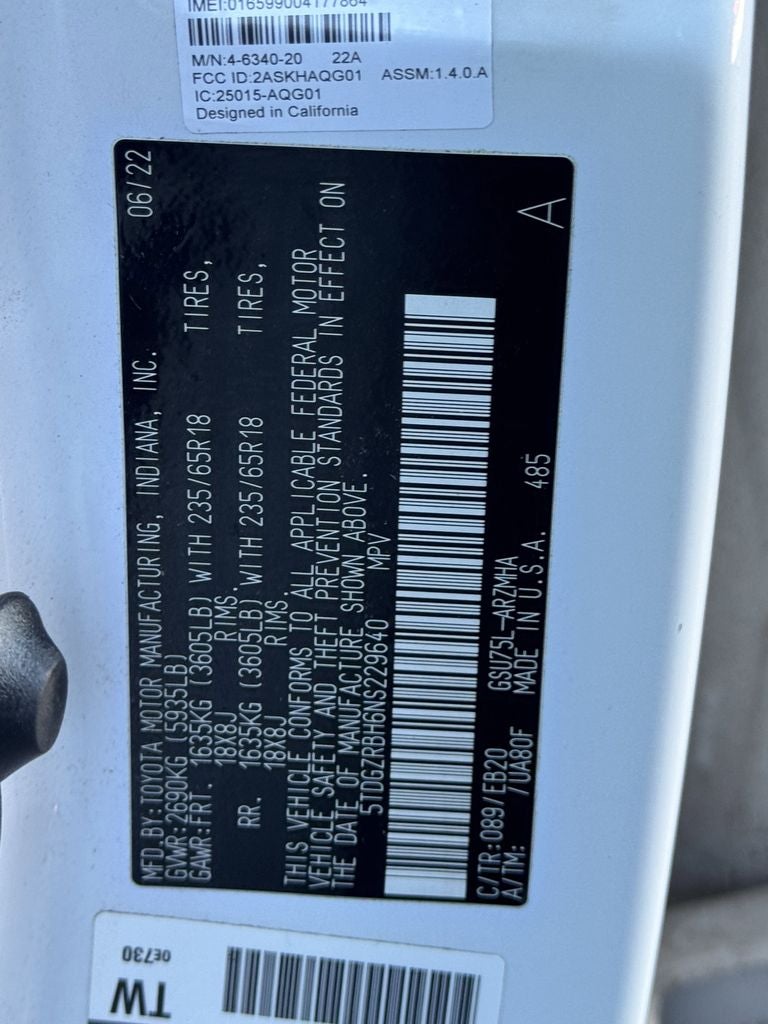 IMEI:016599004177864
M/N:4-6340-20 22A
FCC ID:2ASKHAQG01 ASSM:1.4.0.A
IC:25015-AQG01
Designed in California
MFD.BY:TOYOTA MOTOR MANUFACTURING, INDIANA, INC. 06/22
GVWR:2690KG (5935LB)
GAWR:FRT. 1635KG (3605LB) WITH 235/65R18 TIRES,
18X8J RIMS.
RR. 1635KG (3605LB) WITH 235/65R18 TIRES,
18X8J RIMS.
THIS VEHICLE CONFORMS TO ALL APPLICABLE FEDERAL MOTOR
VEHICLE SAFETY AND THEFT PREVENTION STANDARDS IN EFFECT ON
THE DATE OF MANUFACTURE SHOWN ABOVE.
5TDGZRBH6NS229640 MPV
C/TR:089/EB20 GSU75L-ARZMHA
A/TM: /UA80F MADE IN U.S.A. 485 A
TW
0E730